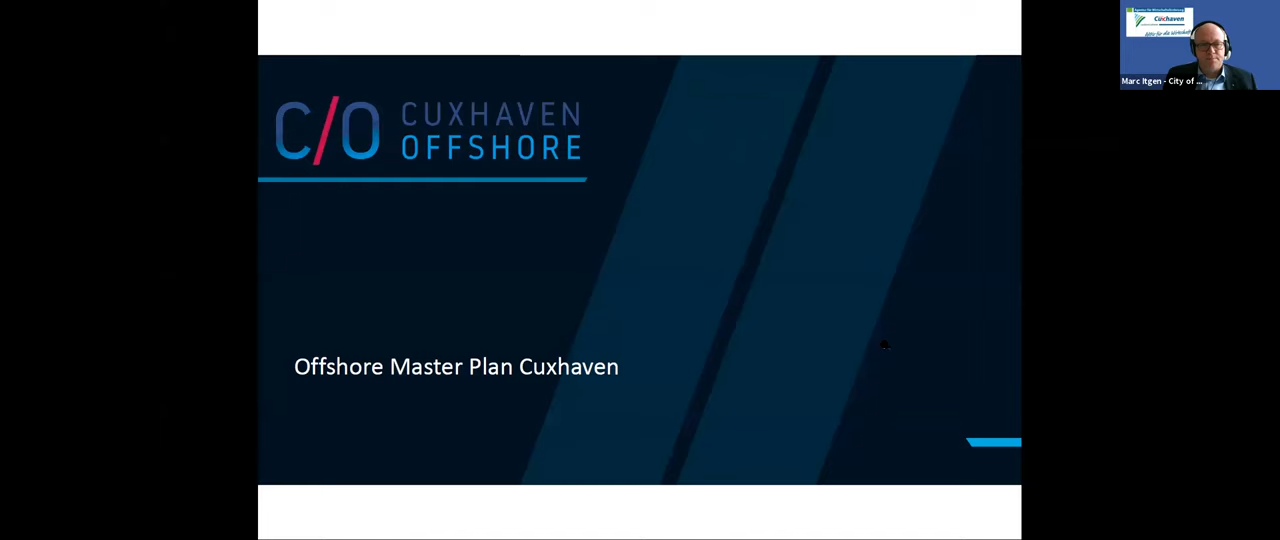 C/O CUXHAVEN
OFFSHORE
Offshore Master Plan Cuxhaven
Cuxhaven
Marc Itgen - City of ...